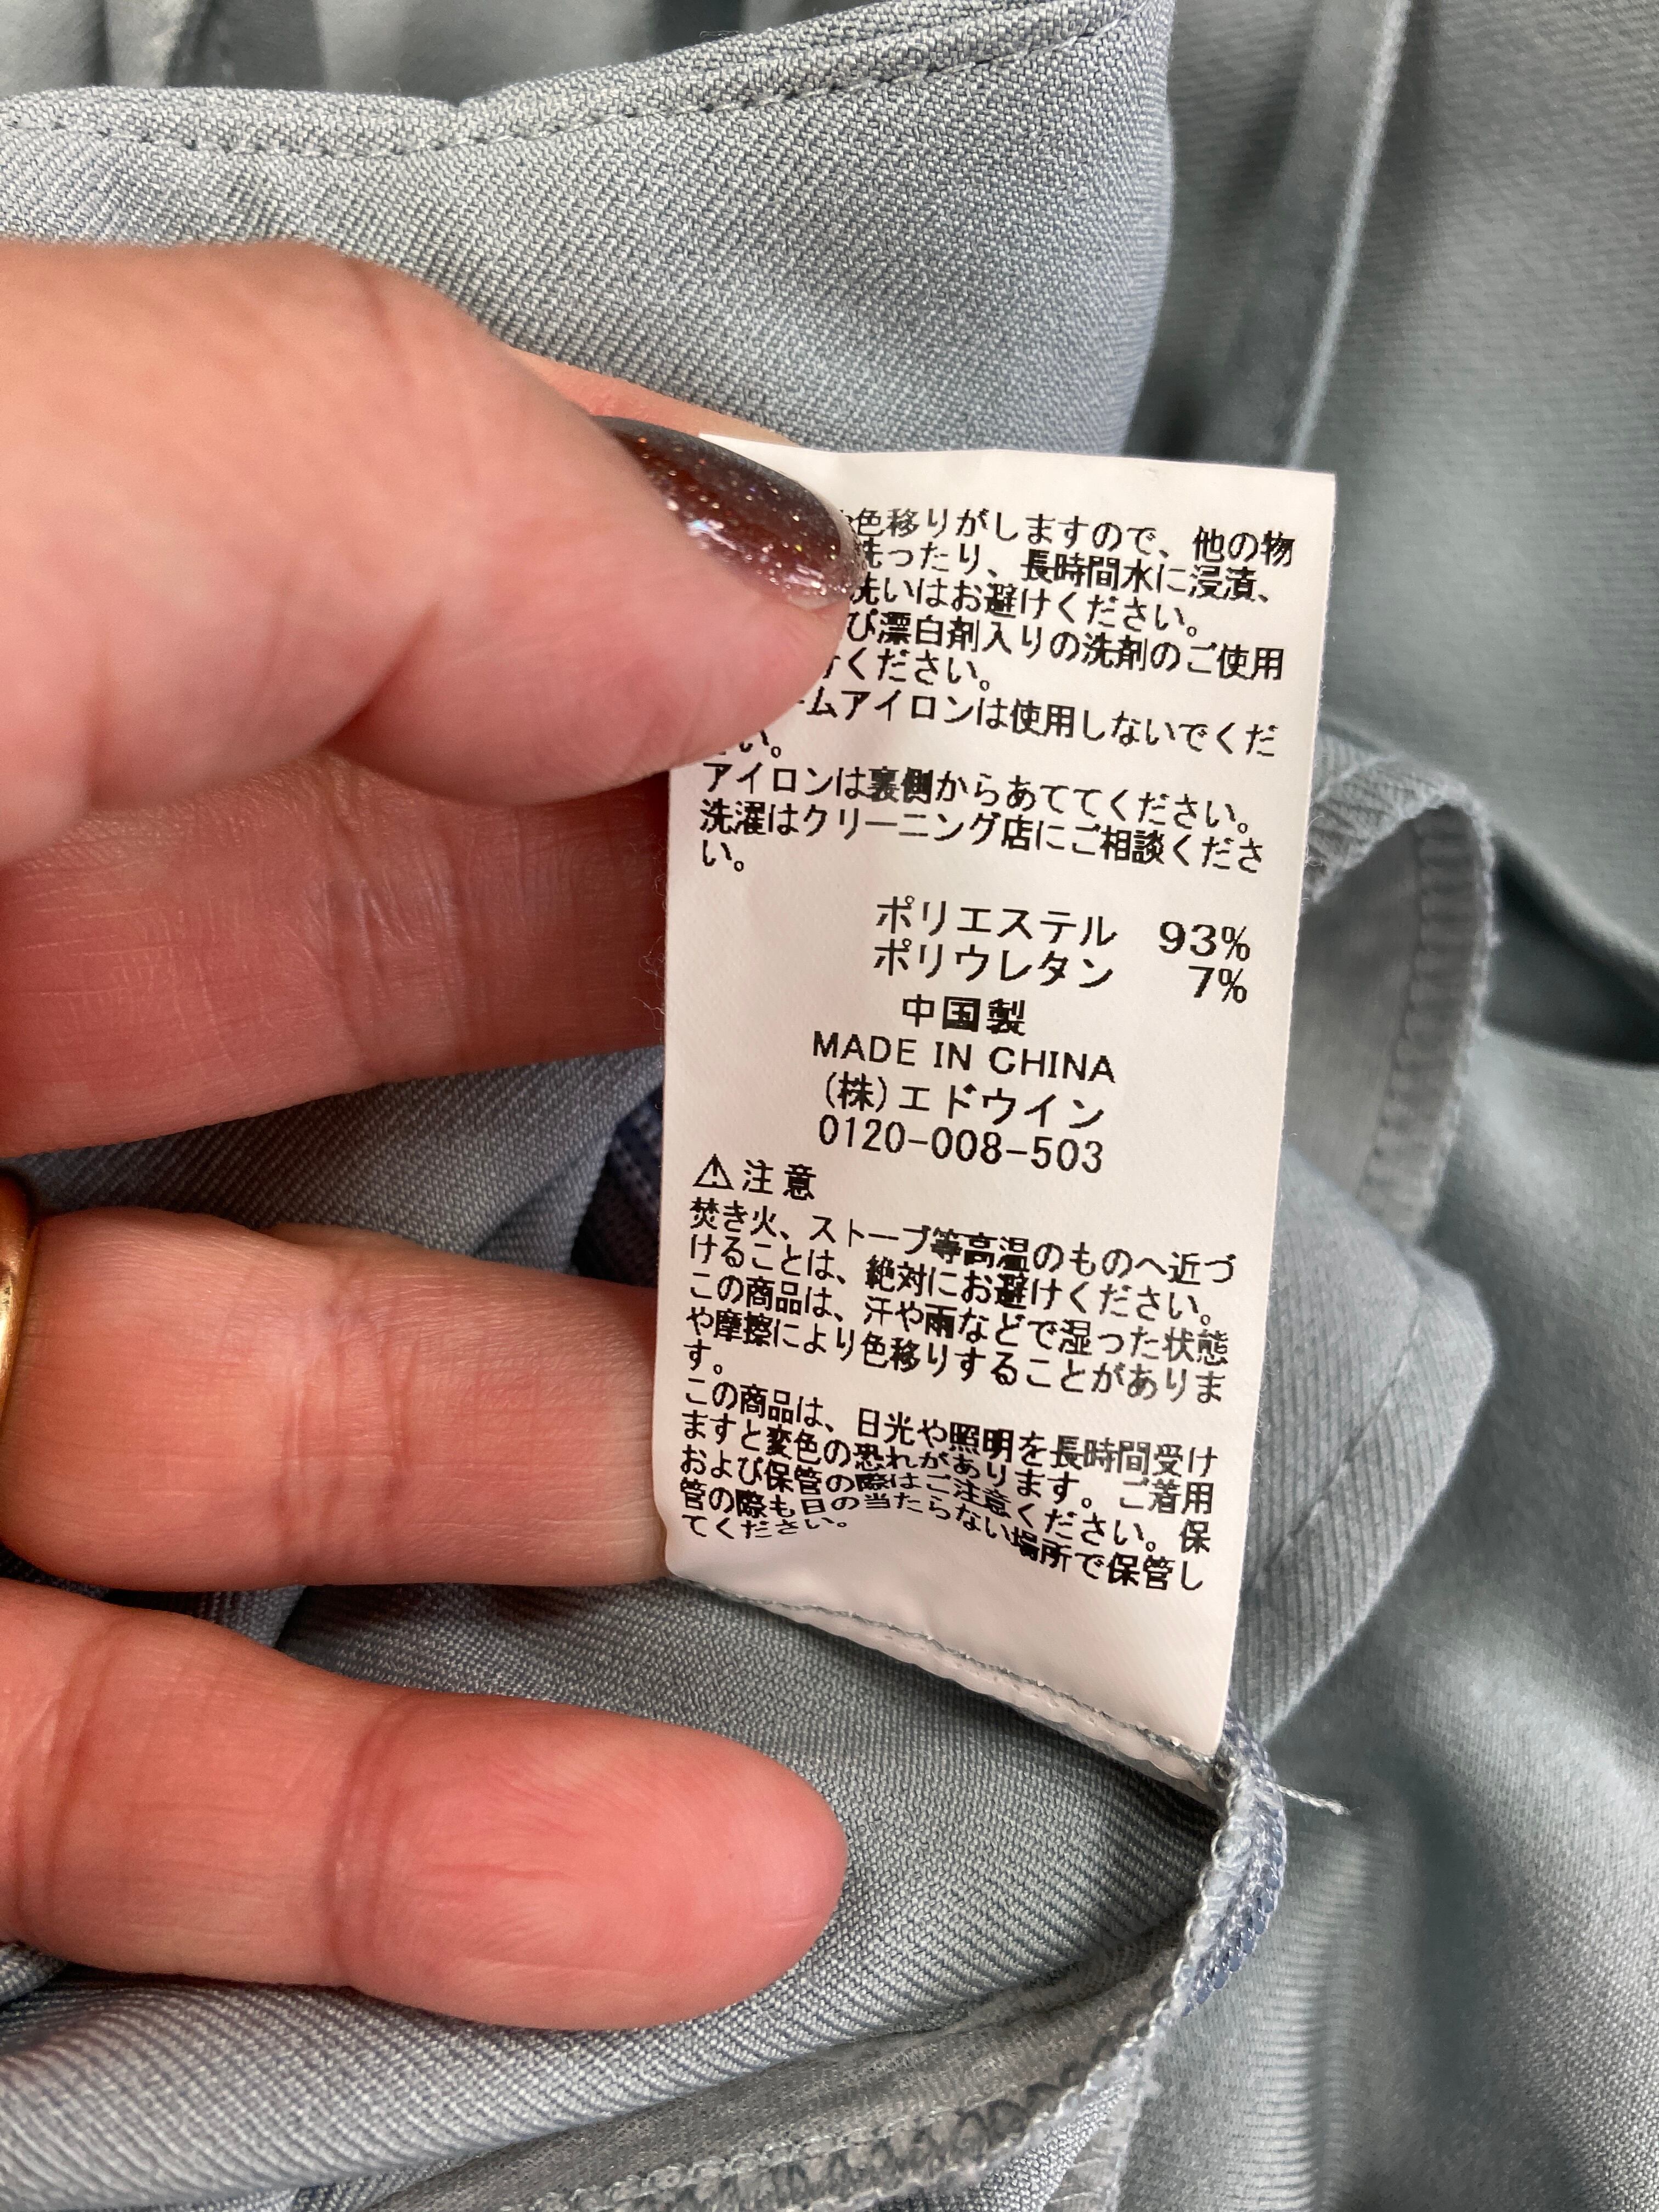 色移りがしますので、他の物
洗ったり、長時間水に浸漬、
洗いはお避けください。
び漂白剤入りの洗剤のご使用
ください。
ームアイロンは使用しないでくだ
い。
アイロンは裏側からあててください。
洗濯はクリーニング店にご相談くださ
い。
ポリエステル 93%
ポリウレタン 7%
中国製
MADE IN CHINA
(株)エドウイン
0120-008-503
⚠注意
焚き火、ストーブ等高温のものへ近づ
けることは、絶対にお避けください。
この商品は、汗や雨などで湿った状態
や摩擦により色移りすることがありま
す。
この商品は、日光や照明を長時間受け
ますと変色の恐れがあります。ご着用
および保管の際はご注意ください。保
管の際も日の当たらない場所で保管し
てください。